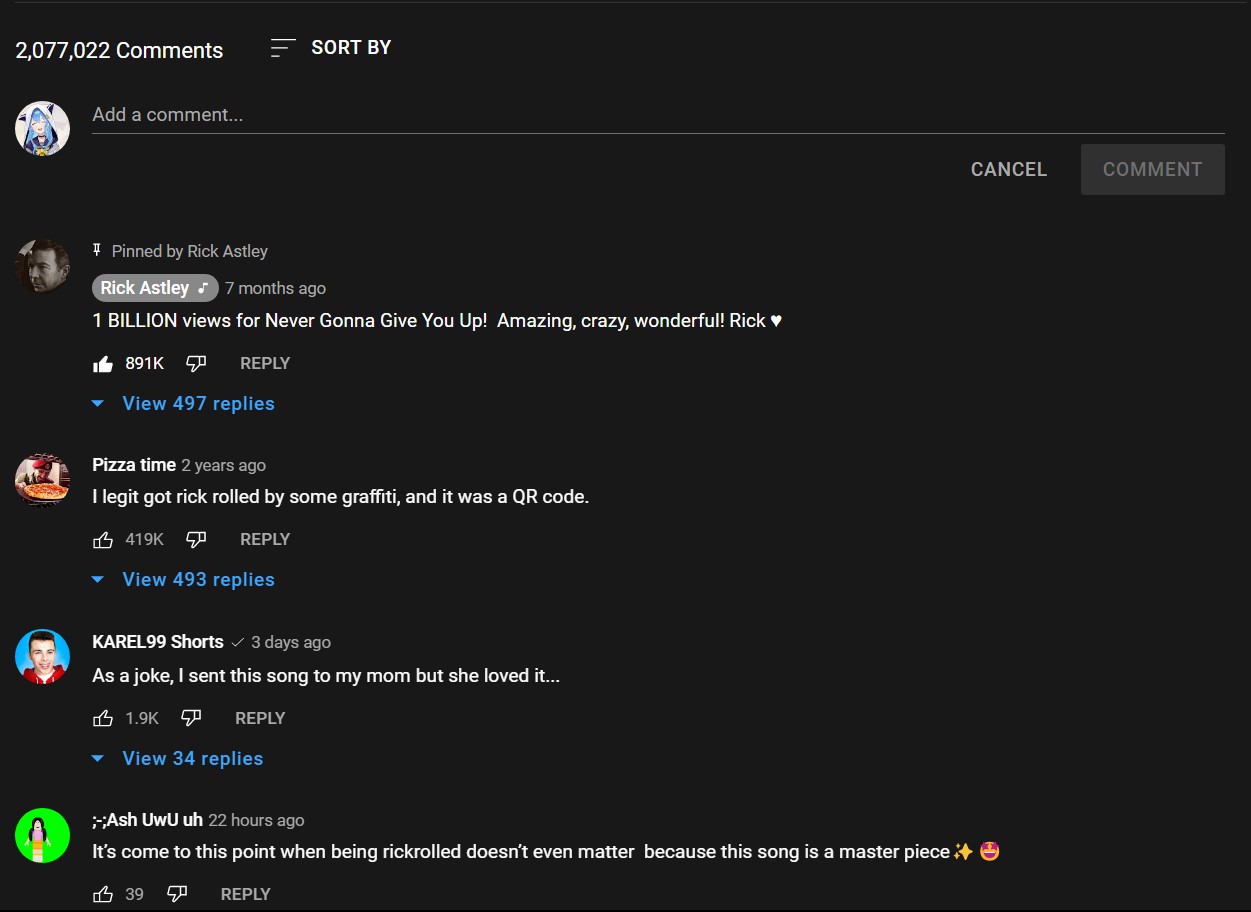 2,077,022 Comments SORT BY
Add a comment...
CANCEL COMMENT
Pinned by Rick Astley
Rick Astley 7 months ago
1 BILLION views for Never Gonna Give You Up!  Amazing, crazy, wonderful! Rick ♥
891K REPLY
View 497 replies
Pizza time 2 years ago
I legit got rick rolled by some graffiti, and it was a QR code.
419K REPLY
View 493 replies
KAREL99 Shorts 3 days ago
As a joke, I sent this song to my mom but she loved it...
1.9K REPLY
View 34 replies
;-;Ash UwU uh 22 hours ago
It’s come to this point when being rickrolled doesn’t even matter  because this song is a master piece✨ 🤩
39 REPLY